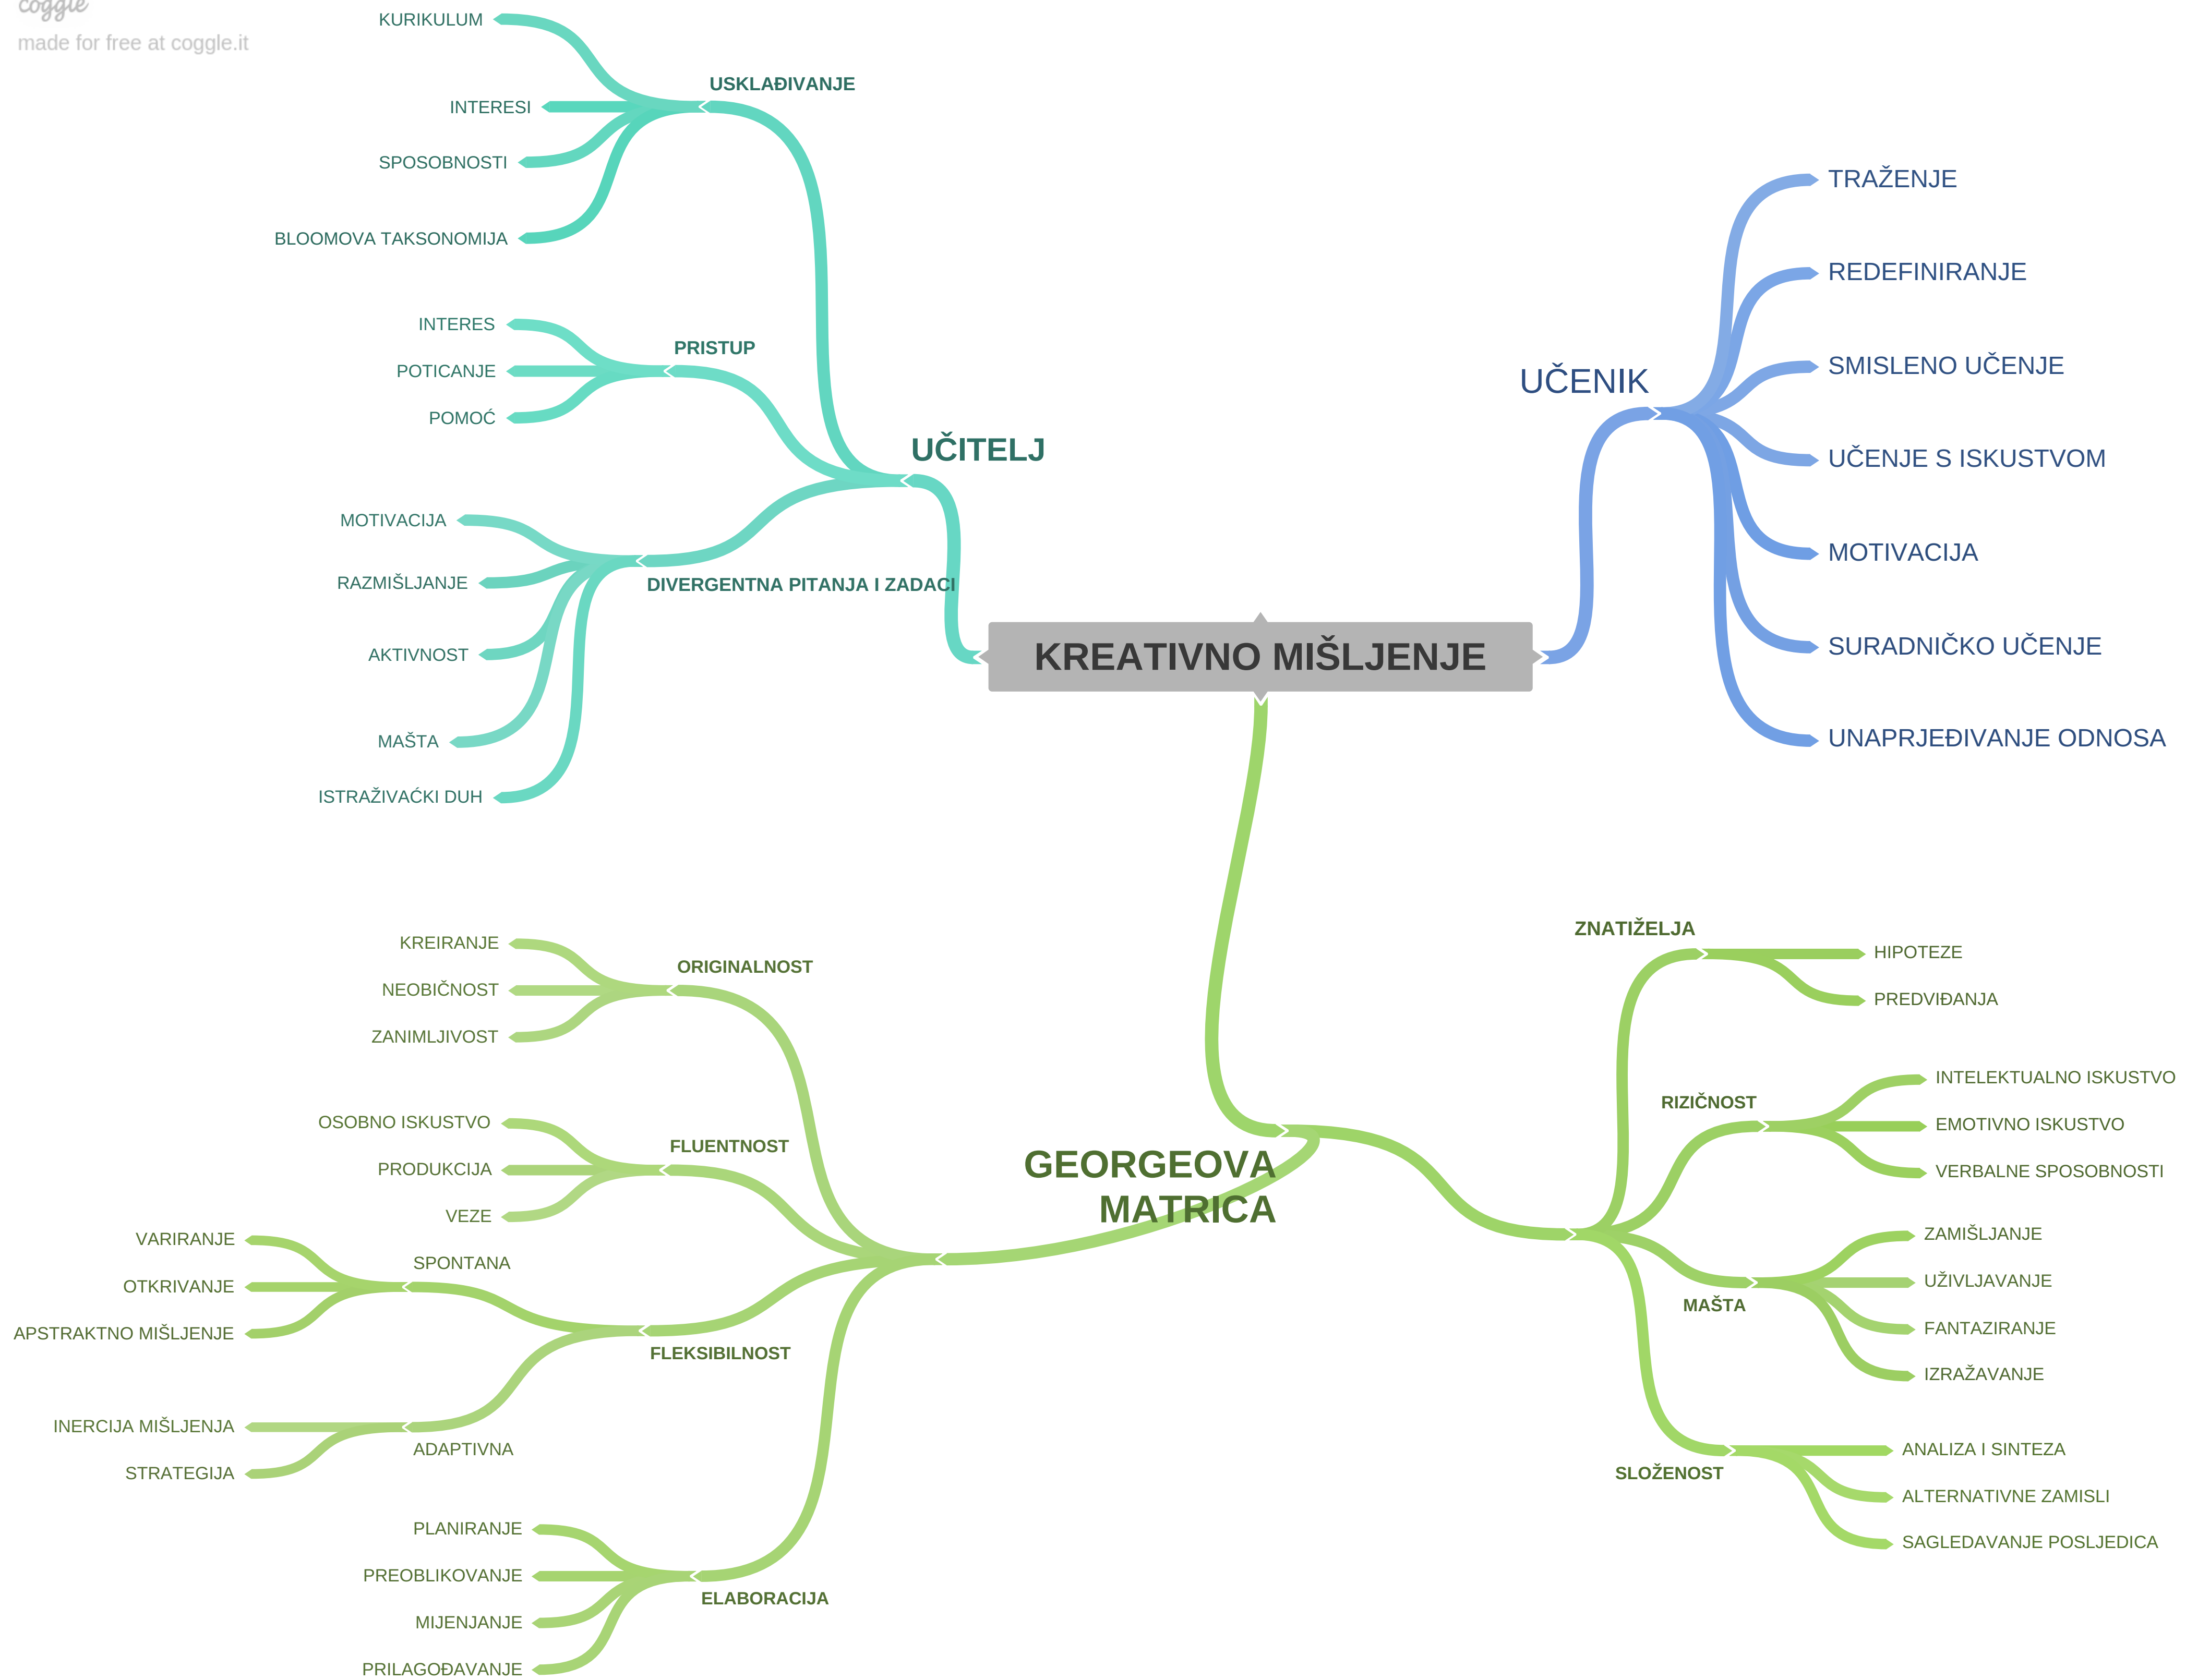 coggle
made for free at coggle.it
KREATIVNO MIŠLJENJE
UČITELJ
USKLAĐIVANJE
KURIKULUM
INTERESI
SPOSOBNOSTI
BLOOMOVA TAKSONOMIJA
PRISTUP
INTERES
POTICANJE
POMOĆ
DIVERGENTNA PITANJA I ZADACI
MOTIVACIJA
RAZMIŠLJANJE
AKTIVNOST
MAŠTA
ISTRAŽIVAĆKI DUH
UČENIK
TRAŽENJE
REDEFINIRANJE
SMISLENO UČENJE
UČENJE S ISKUSTVOM
MOTIVACIJA
SURADNIČKO UČENJE
UNAPRJEĐIVANJE ODNOSA
GEORGEOVA
MATRICA
ORIGINALNOST
KREIRANJE
NEOBIČNOST
ZANIMLJIVOST
FLUENTNOST
OSOBNO ISKUSTVO
PRODUKCIJA
VEZE
FLEKSIBILNOST
SPONTANA
VARIRANJE
OTKRIVANJE
APSTRAKTNO MIŠLJENJE
ADAPTIVNA
INERCIJA MIŠLJENJA
STRATEGIJA
ELABORACIJA
PLANIRANJE
PREOBLIKOVANJE
MIJENJANJE
PRILAGOĐAVANJE
ZNATIŽELJA
HIPOTEZE
PREDVIĐANJA
RIZIČNOST
INTELEKTUALNO ISKUSTVO
EMOTIVNO ISKUSTVO
VERBALNE SPOSOBNOSTI
MAŠTA
ZAMIŠLJANJE
UŽIVLJAVANJE
FANTAZIRANJE
IZRAŽAVANJE
SLOŽENOST
ANALIZA I SINTEZA
ALTERNATIVNE ZAMISLI
SAGLEDAVANJE POSLJEDICA